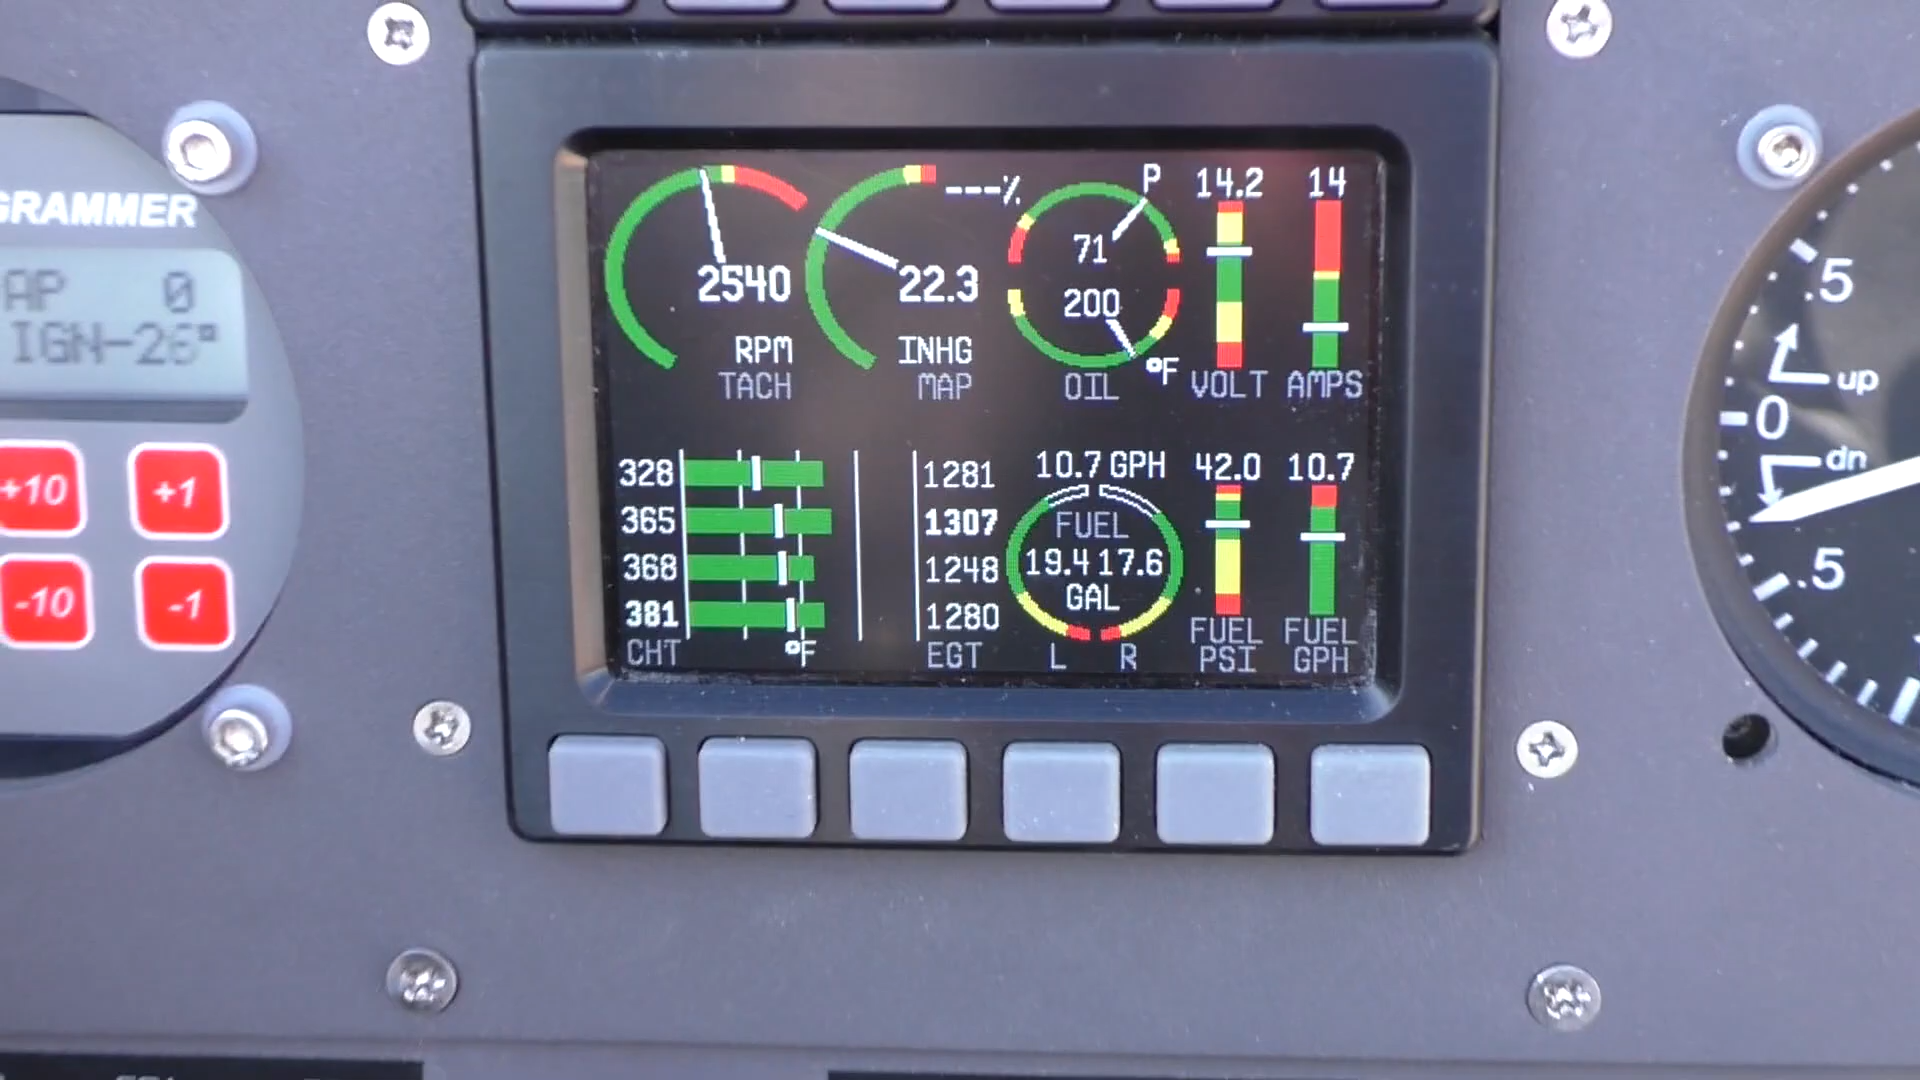 GRAMMER
AP 0
IGN-26°
+10 +1
-10 -1
---%
P
14.2 14
71
2540 22.3
200
RPM INHG °F
TACH MAP OIL VOLT AMPS
328 1281 10.7 GPH 42.0 10.7
365 1307 FUEL
368 1248 19.4 17.6
GAL
381 1280
CHT °F EGT L R
FUEL PSI FUEL GPH
.5
up
0
dn
.5